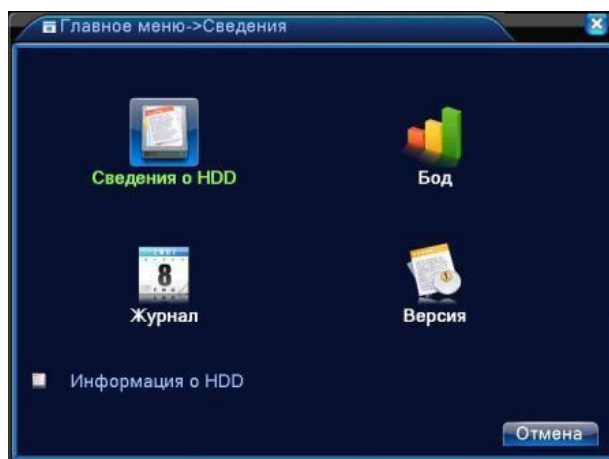 Главное меню->Сведения
Сведения о HDD
Бод
8
Журнал
Версия
Информация о HDD
Отмена